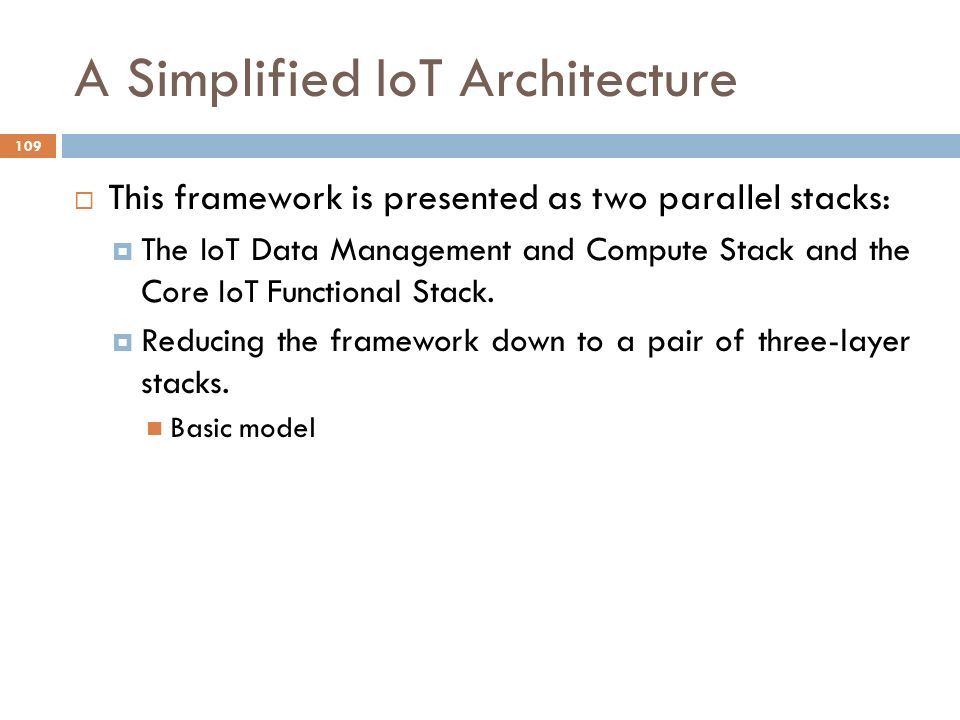 A Simplified IoT Architecture
109
This framework is presented as two parallel stacks:
The IoT Data Management and Compute Stack and the
Core IoT Functional Stack.
Reducing the framework down to a pair of three-layer
stacks.
Basic model